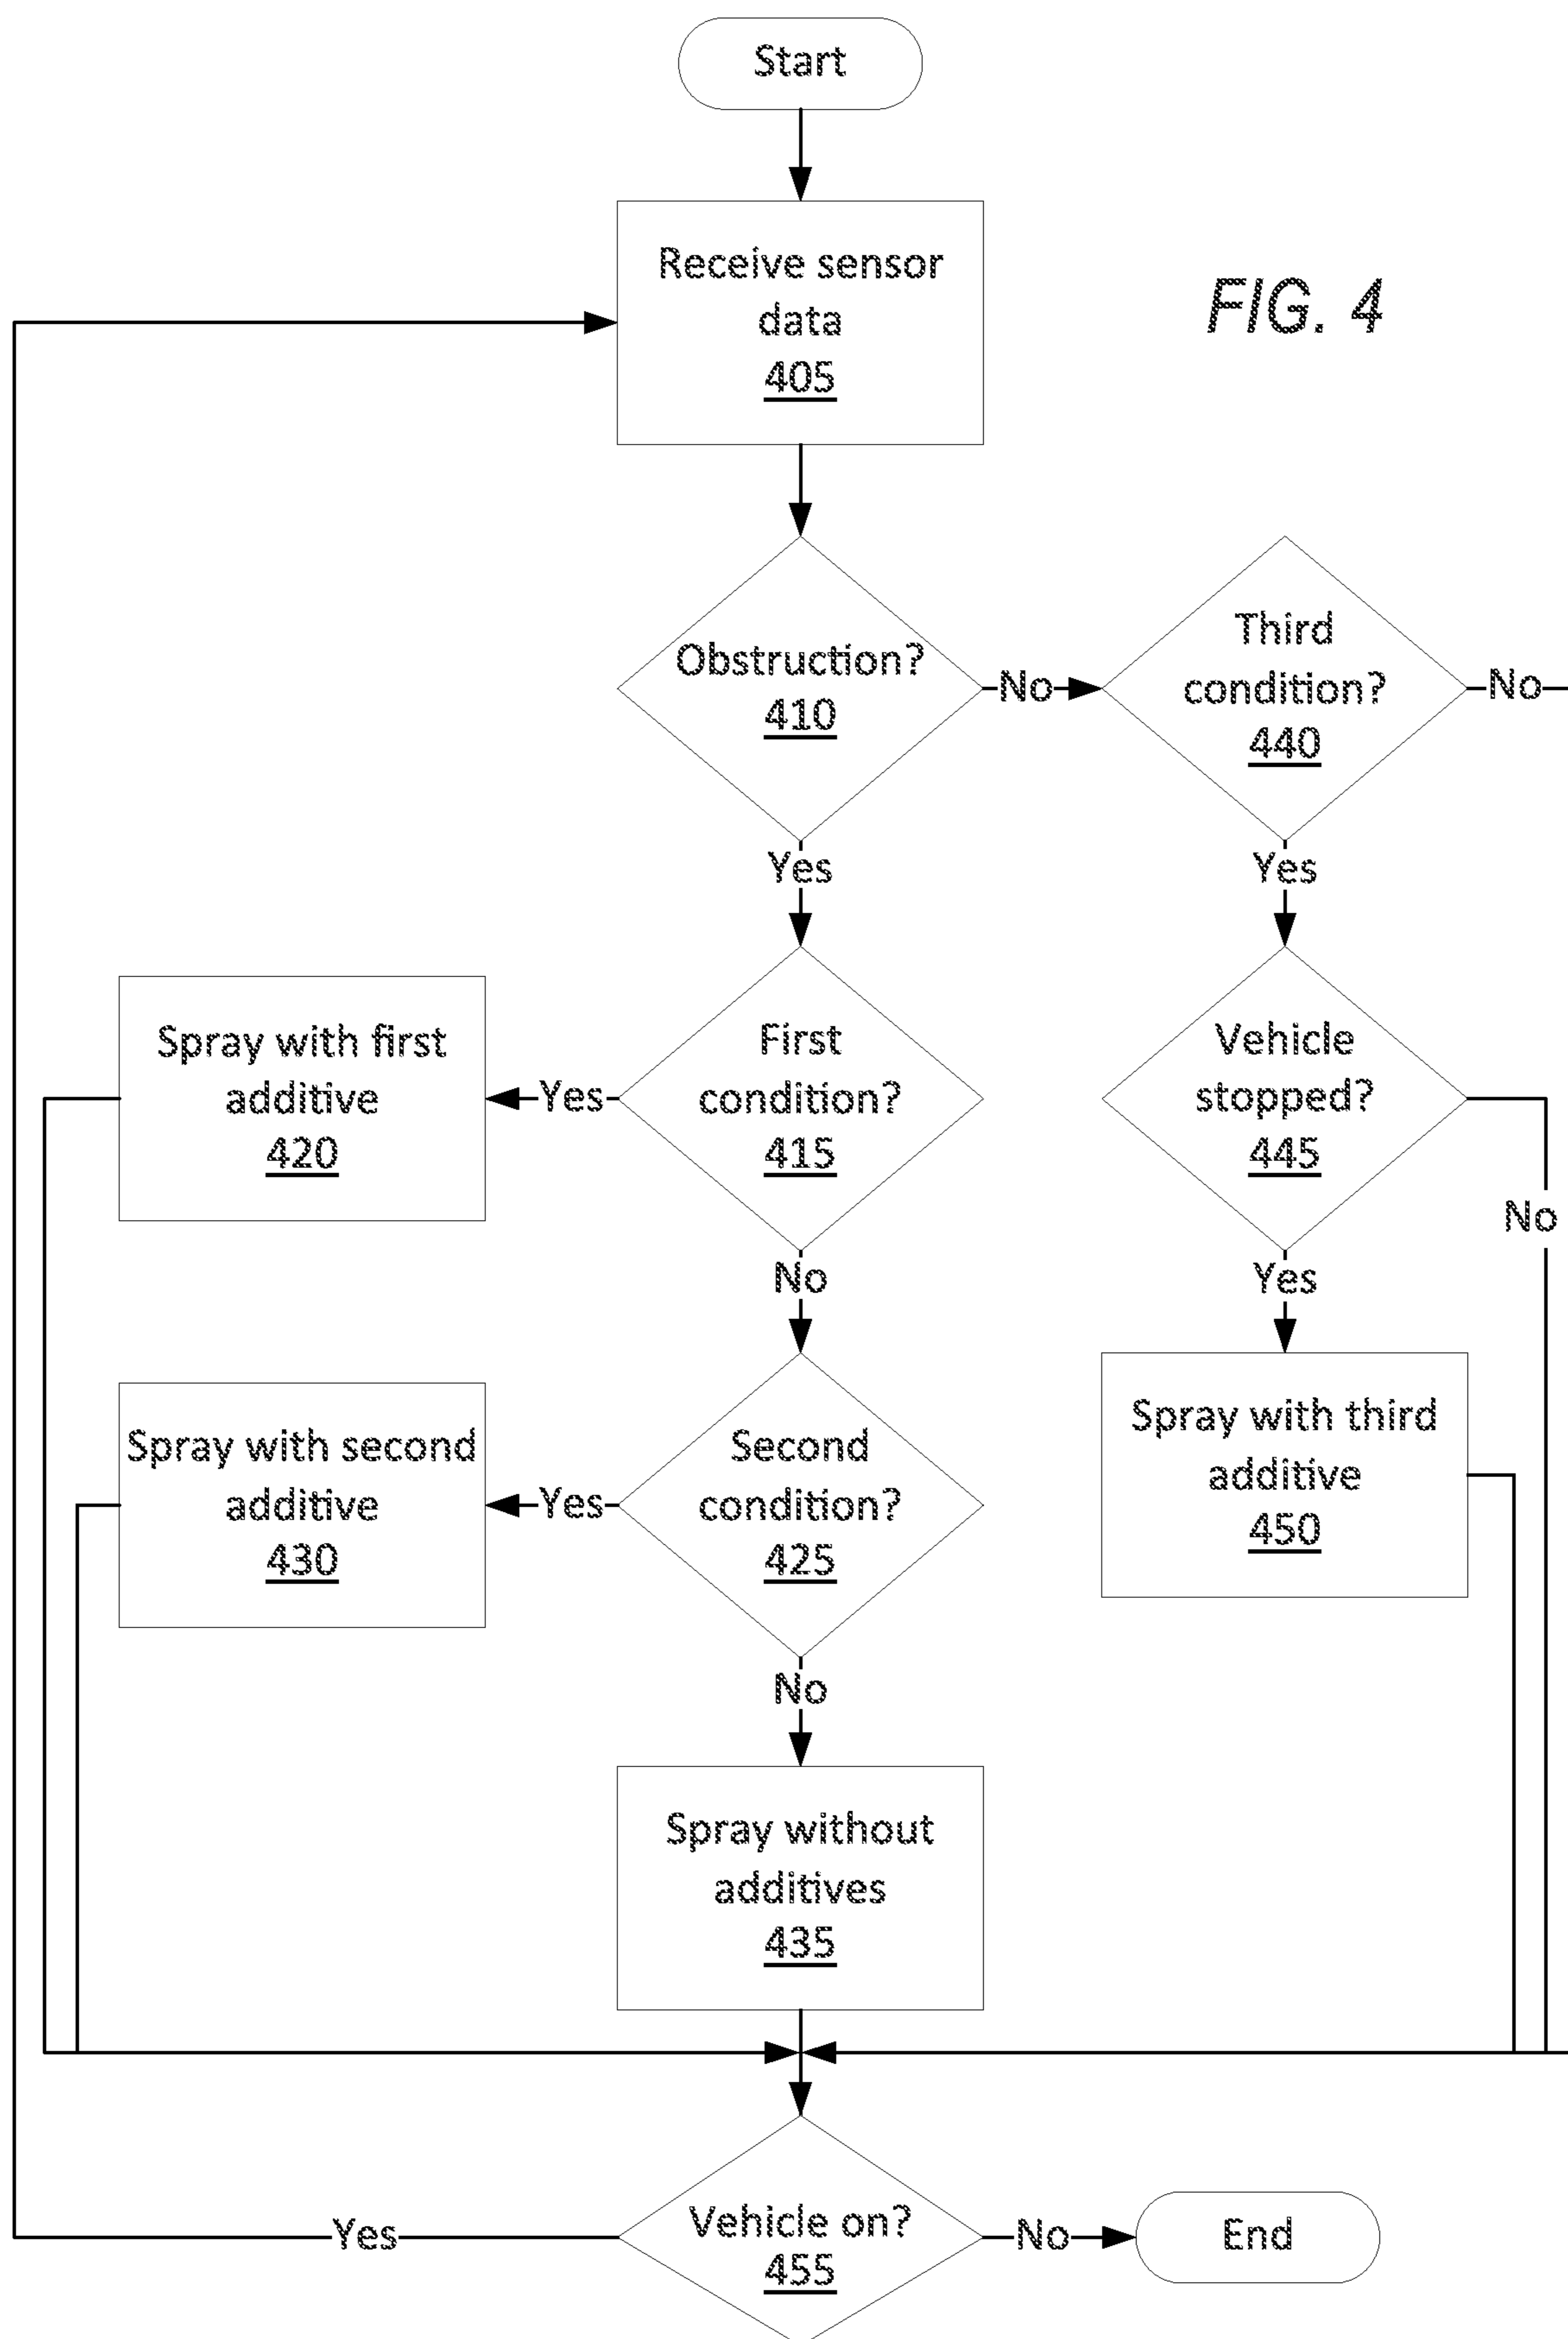 Start
Receive sensor
data
405
FIG. 4
Obstruction?
410
No
Third
condition?
440
No
Yes
Yes
Spray with first
additive
420
Yes
First
condition?
415
Vehicle
stopped?
445
No
No
Yes
Spray with second
additive
430
Yes
Second
condition?
425
Spray with third
additive
450
No
Spray without
additives
435
Yes
Vehicle on?
455
No
End